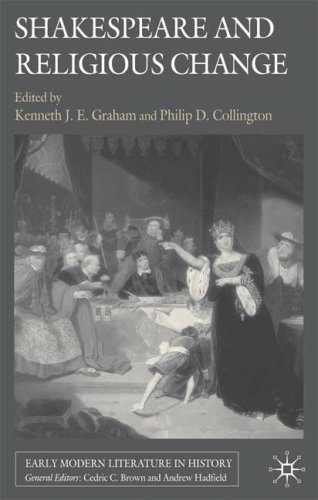 SHAKESPEARE AND
RELIGIOUS CHANGE
Edited by
Kenneth J. E. Graham and Philip D. Collington
EARLY MODERN LITERATURE IN HISTORY
General Editors: Cedric C. Brown and Andrew Hadfield